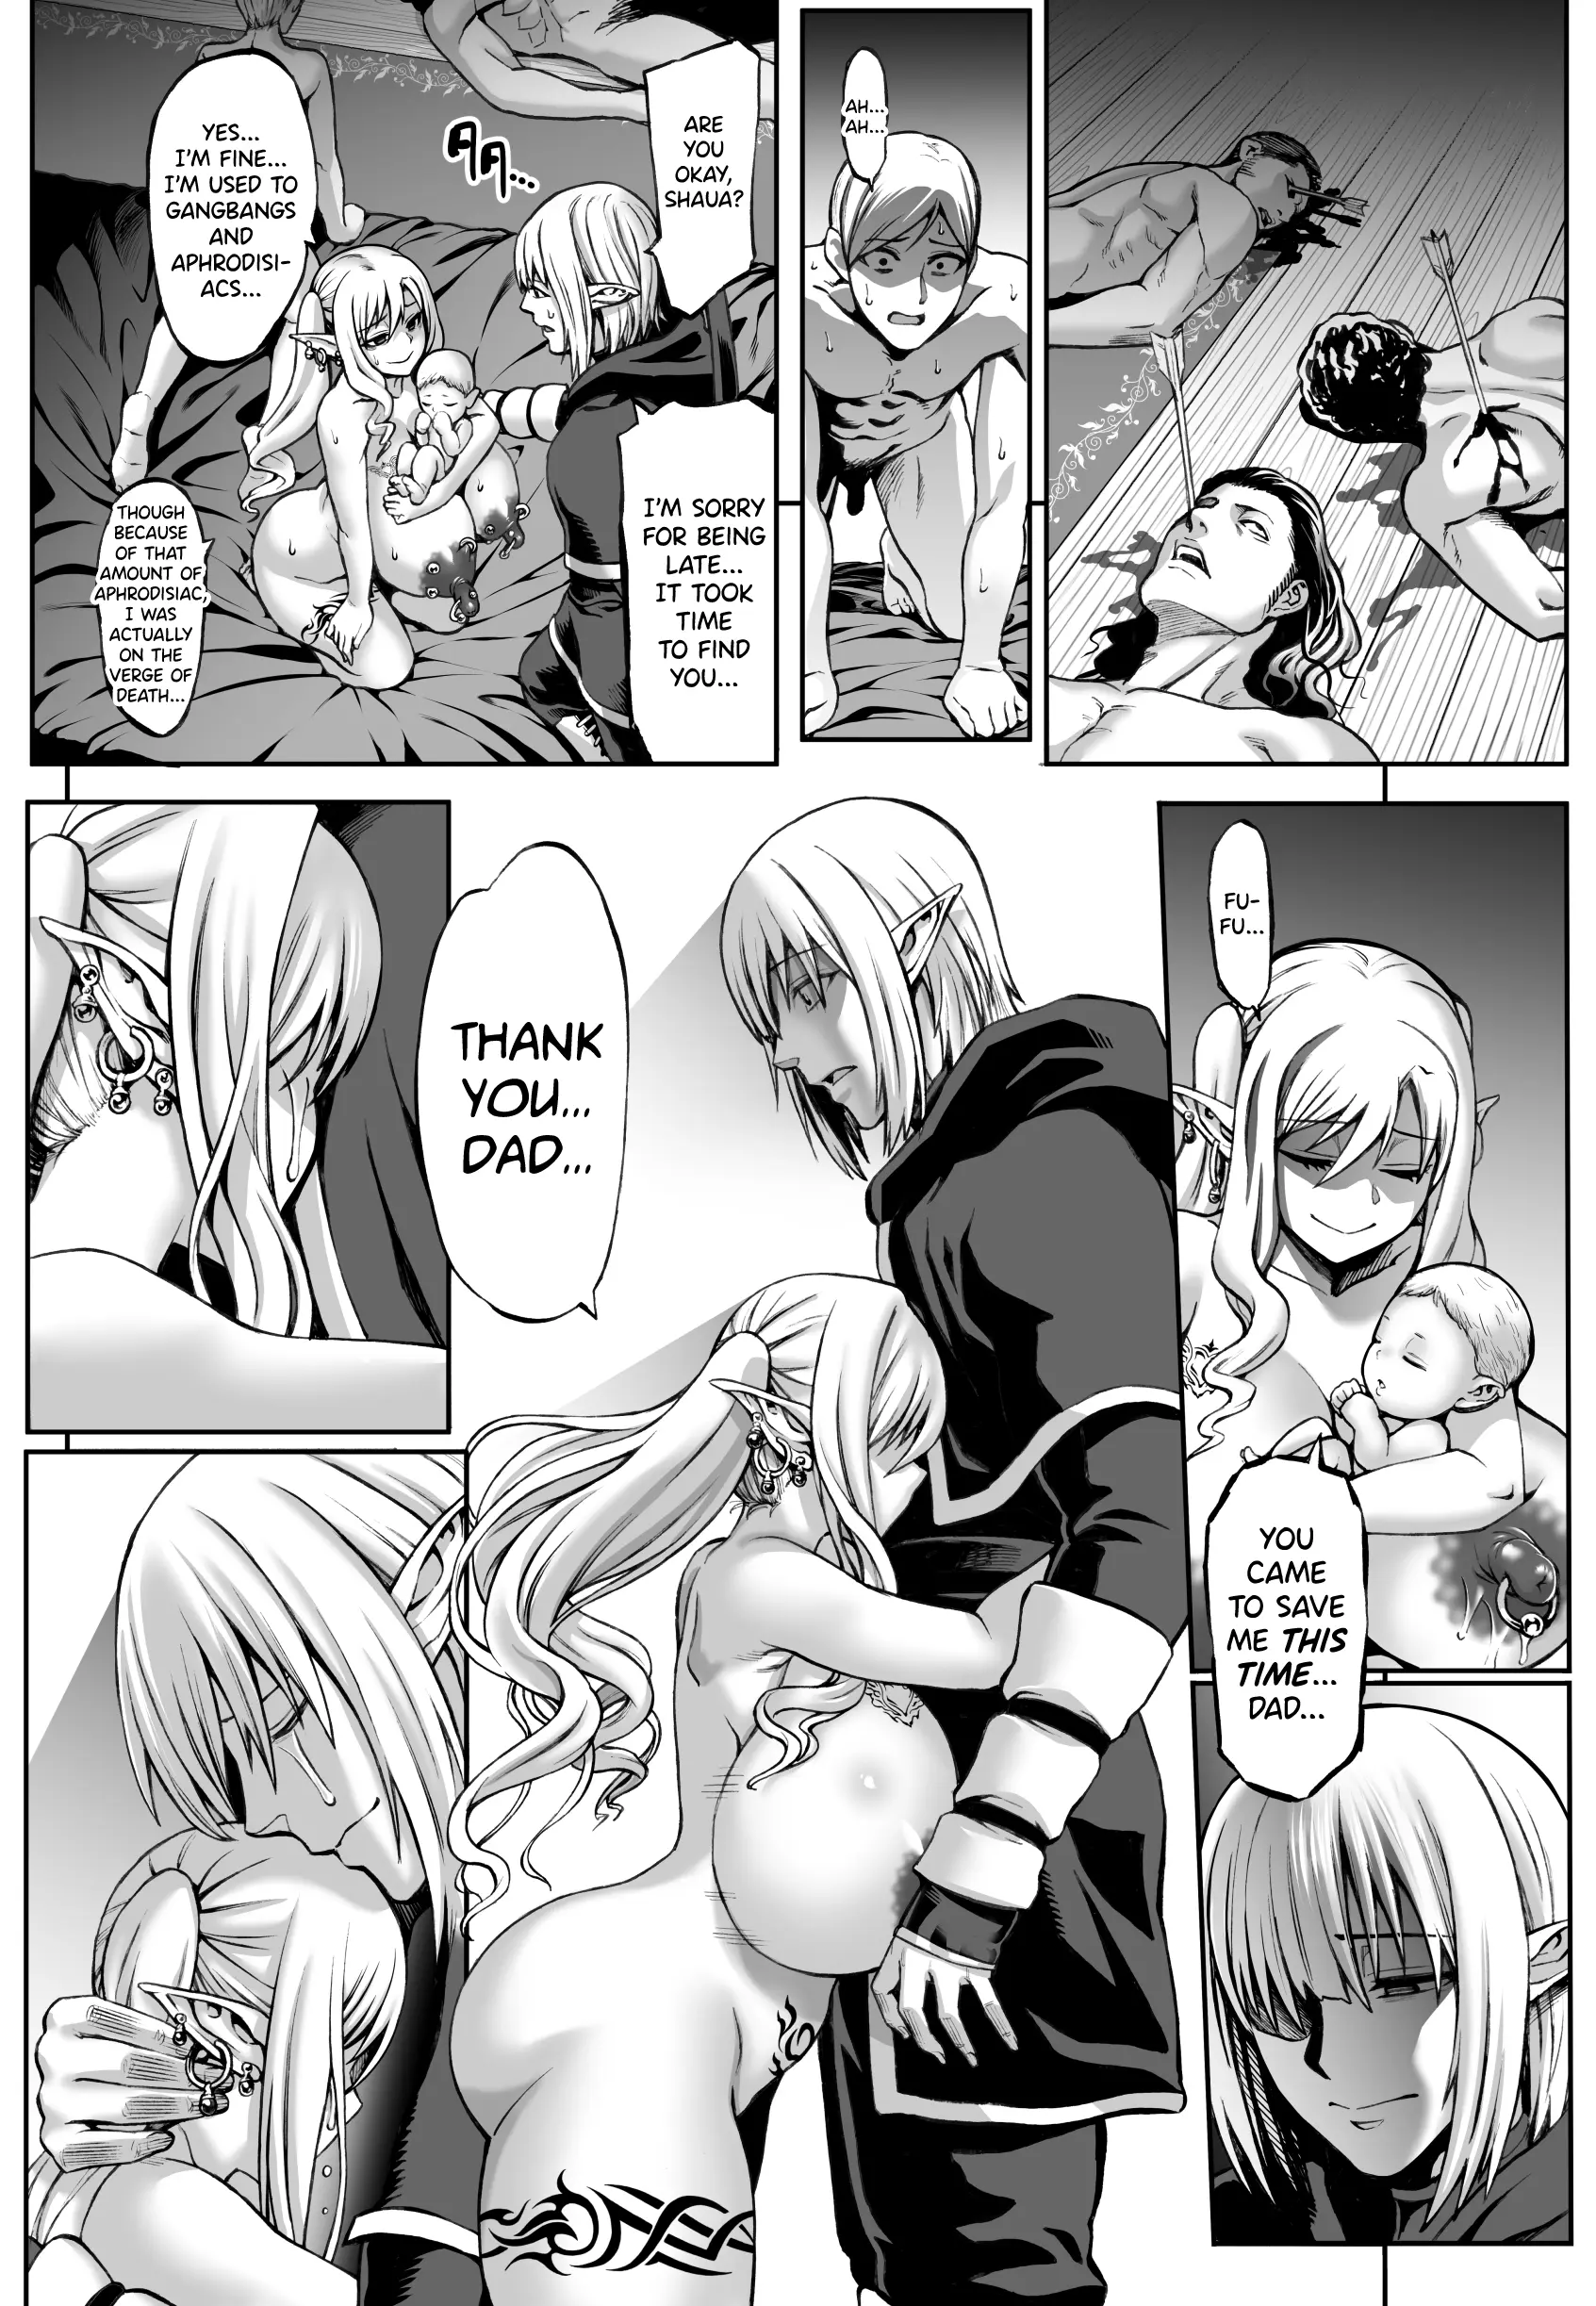 AH...
AH...
ARE
YOU
OKAY,
SHAUA?
I'M SORRY
FOR BEING
LATE...
IT TOOK
TIME
TO FIND
YOU...
YES...
I'M FINE...
I'M USED TO
GANGBANGS
AND
APHRODISI-
ACS...
THOUGH
BECAUSE
OF THAT
AMOUNT OF
APHRODISIAC,
I WAS
ACTUALLY
ON THE
VERGE OF
DEATH...
FU-
FU...
YOU
CAME
TO SAVE
ME THIS
TIME...
DAD...
THANK
YOU...
DAD...